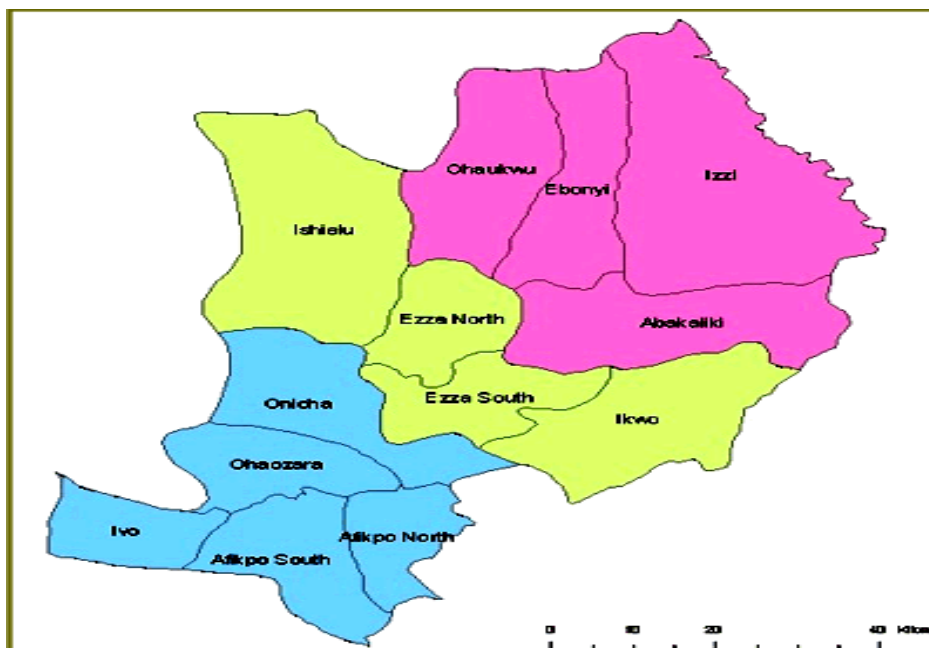 Ohaukwu
Ebonyi
Izzi
Ishielu
Ezza North
Abakaliki
Ezza South
Onicha
Ikwo
Ohaozara
Ivo
Afikpo South
Afikpo North
0 10 20 40 Kilom